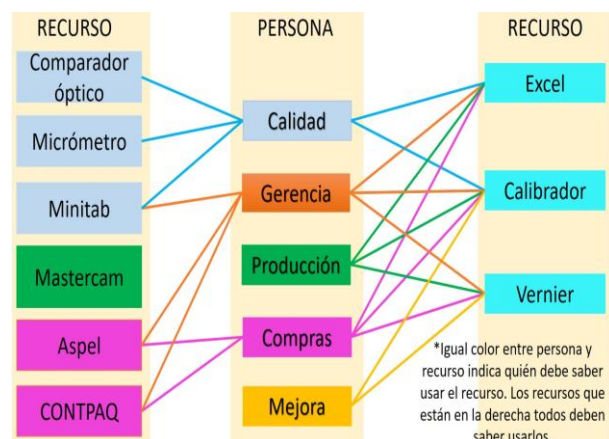 RECURSO
Comparador
óptico
Micrómetro
Minitab
Mastercam
Aspel
CONTPAQ
PERSONA
Calidad
Gerencia
Producción
Compras
Mejora
RECURSO
Excel
Calibrador
Vernier
*Igual color entre persona y
recurso indica quién debe saber
usar el recurso. Los recursos que
están en la derecha todos deben
saber usarlos